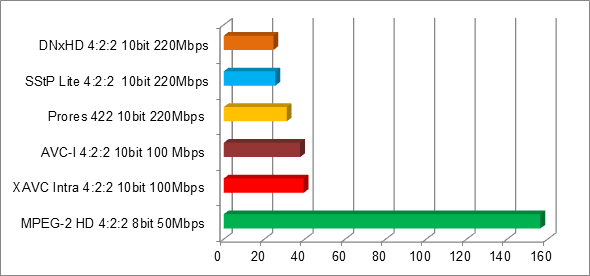 DNxHD 4:2:2 10bit 220Mbps
SStP Lite 4:2:2  10bit 220Mbps
Prores 422 10bit 220Mbps
AVC-I 4:2:2 10bit 100 Mbps
XAVC Intra 4:2:2 10bit 100Mbps
MPEG-2 HD 4:2:2 8bit 50Mbps
0 20 40 60 80 100 120 140 160